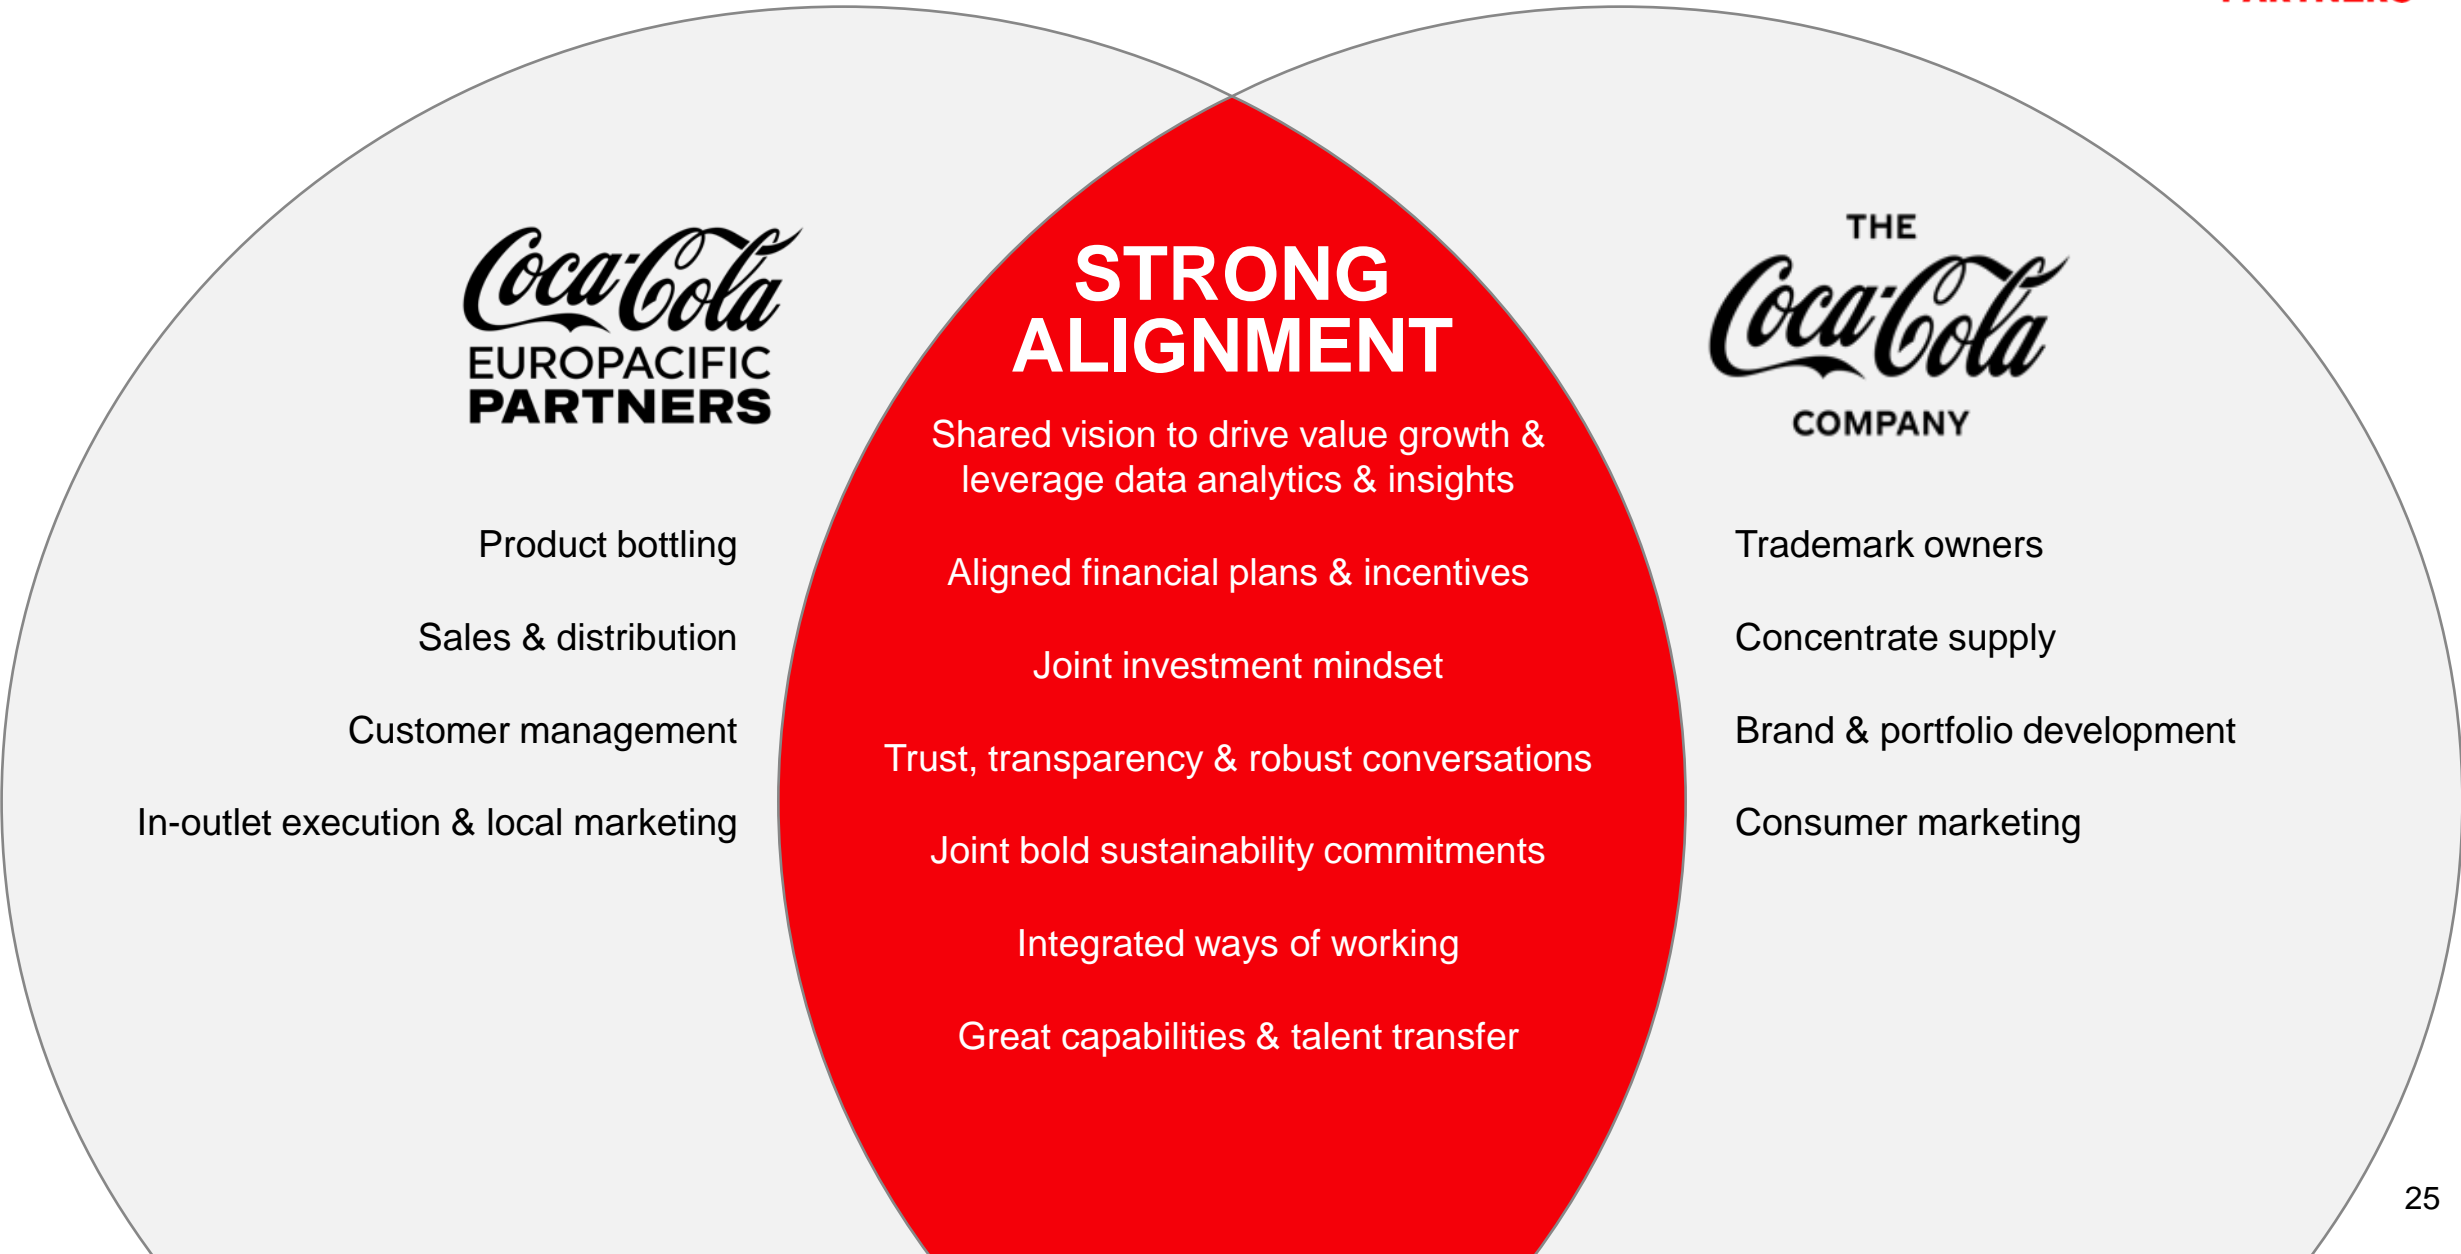 Coca-Cola
EUROPACIFIC
PARTNERS
Product bottling
Sales & distribution
Customer management
In-outlet execution & local marketing
STRONG
ALIGNMENT
Shared vision to drive value growth &
leverage data analytics & insights
Aligned financial plans & incentives
Joint investment mindset
Trust, transparency & robust conversations
Joint bold sustainability commitments
Integrated ways of working
Great capabilities & talent transfer
THE
Coca-Cola
COMPANY
Trademark owners
Concentrate supply
Brand & portfolio development
Consumer marketing
25